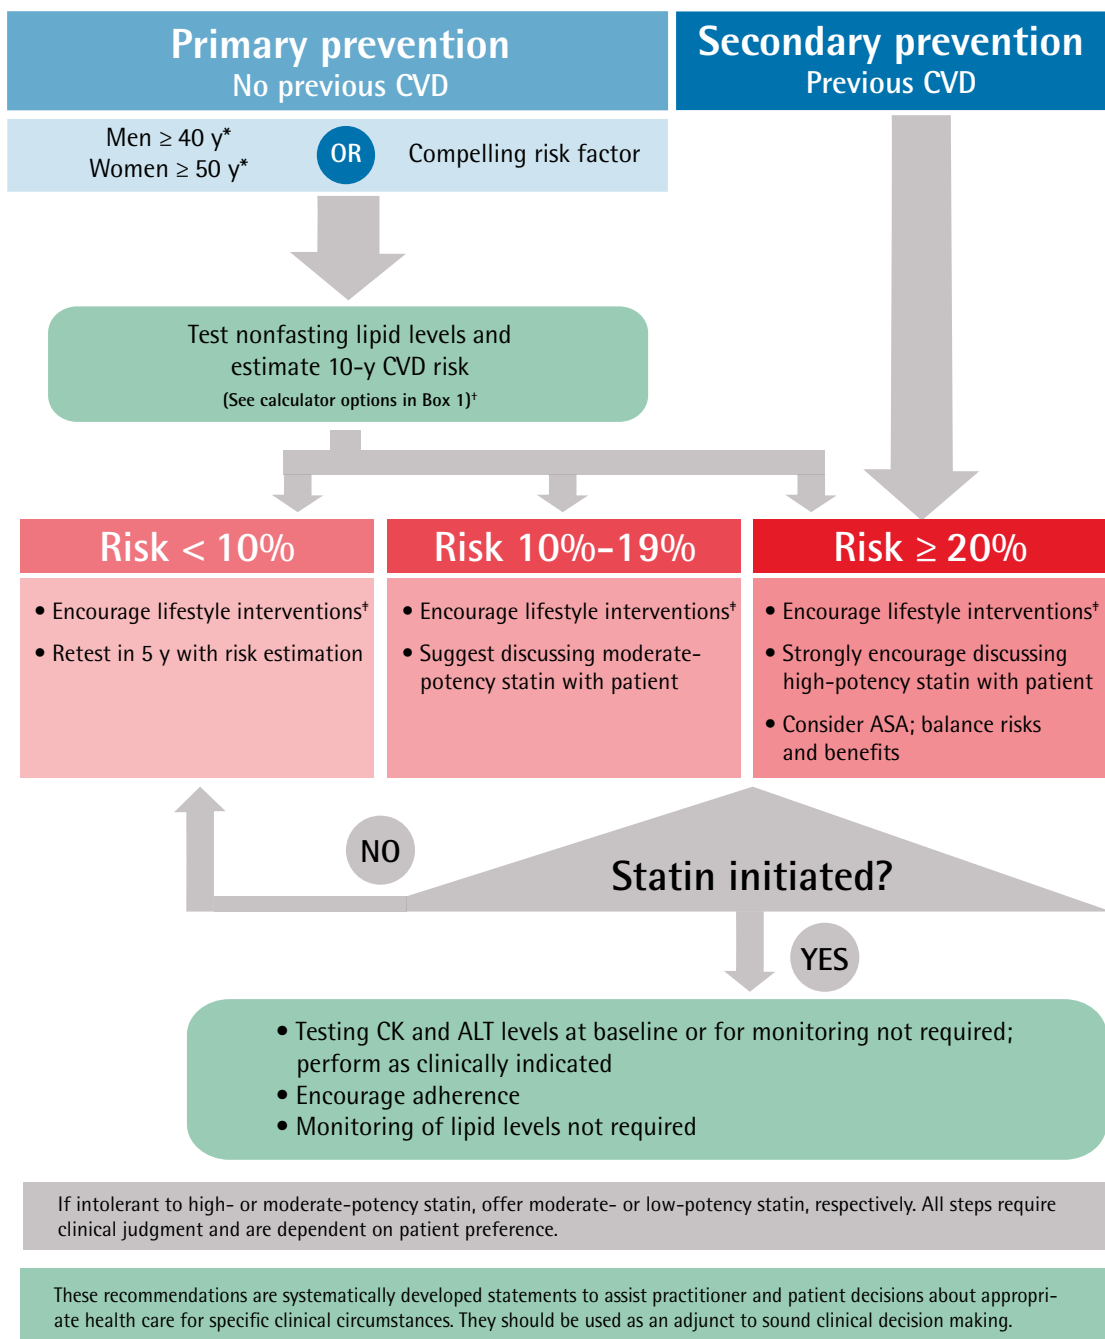 Primary prevention
No previous CVD
Secondary prevention
Previous CVD
Men ≥ 40 y*
Women ≥ 50 y*
OR
Compelling risk factor
Test nonfasting lipid levels and
estimate 10-y CVD risk
(See calculator options in Box 1)†
Risk < 10%
• Encourage lifestyle interventions‡
• Retest in 5 y with risk estimation
Risk 10%-19%
• Encourage lifestyle interventions‡
• Suggest discussing moderate-
potency statin with patient
Risk ≥ 20%
• Encourage lifestyle interventions‡
• Strongly encourage discussing
high-potency statin with patient
• Consider ASA; balance risks
and benefits
NO
Statin initiated?
YES
• Testing CK and ALT levels at baseline or for monitoring not required;
perform as clinically indicated
• Encourage adherence
• Monitoring of lipid levels not required
If intolerant to high- or moderate-potency statin, offer moderate- or low-potency statin, respectively. All steps require
clinical judgment and are dependent on patient preference.
These recommendations are systematically developed statements to assist practitioner and patient decisions about appropri-
ate health care for specific clinical circumstances. They should be used as an adjunct to sound clinical decision making.